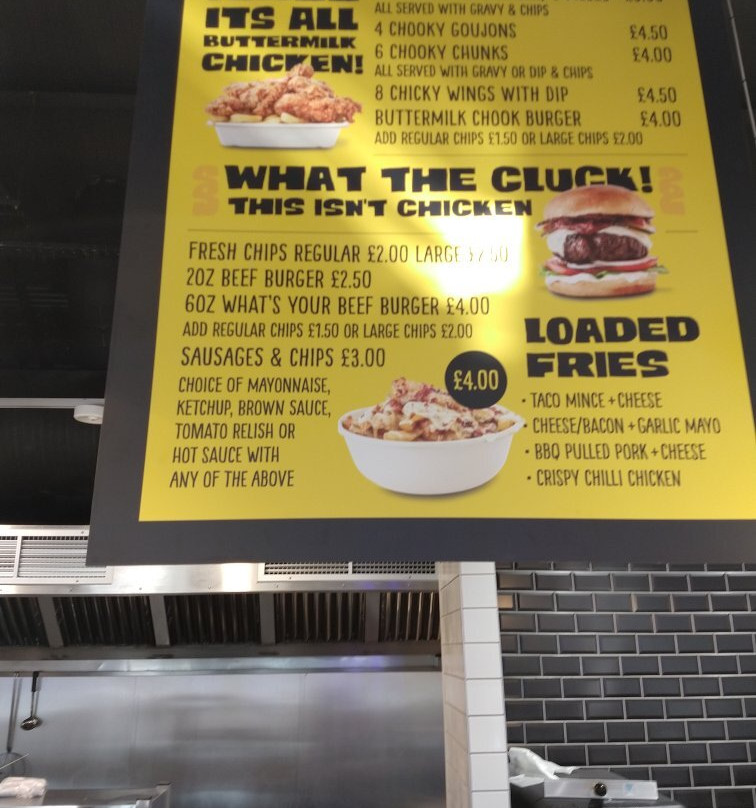 ITS ALL
BUTTERMILK
CHICKEN!
ALL SERVED WITH GRAVY & CHIPS
4 CHOOKY GOUJONS £4.50
6 CHOOKY CHUNKS £4.00
ALL SERVED WITH GRAVY OR DIP & CHIPS
8 CHICKY WINGS WITH DIP £4.50
BUTTERMILK CHOOK BURGER £4.00
ADD REGULAR CHIPS £1.50 OR LARGE CHIPS £2.00
WHAT THE CLUCK!
THIS ISN'T CHICKEN
FRESH CHIPS REGULAR £2.00 LARGE £2.50
2OZ BEEF BURGER £2.50
6OZ WHAT'S YOUR BEEF BURGER £4.00
ADD REGULAR CHIPS £1.50 OR LARGE CHIPS £2.00
SAUSAGES & CHIPS £3.00
CHOICE OF MAYONNAISE,
KETCHUP, BROWN SAUCE,
TOMATO RELISH OR
HOT SAUCE WITH
ANY OF THE ABOVE
£4.00
LOADED
FRIES
• TACO MINCE + CHEESE
• CHEESE/BACON + GARLIC MAYO
• BBQ PULLED PORK + CHEESE
• CRISPY CHILLI CHICKEN